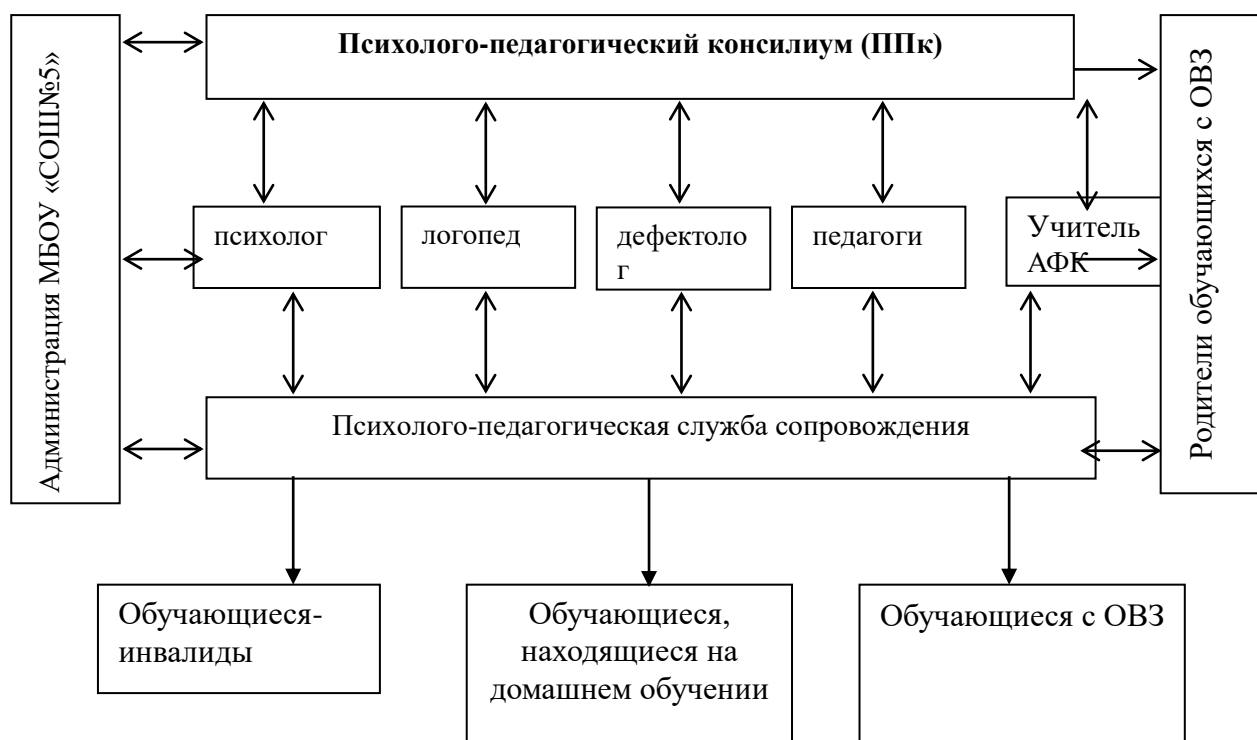 Администрация МБОУ «СОШ№5»
Психолого-педагогический консилиум (ППк)
Родители обучающихся с ОВЗ
психолог
логопед
дефектоло
г
педагоги
Учитель
АФК
Психолого-педагогическая служба сопровождения
Обучающиеся-
инвалиды
Обучающиеся,
находящиеся на
домашнем обучении
Обучающиеся с ОВЗ